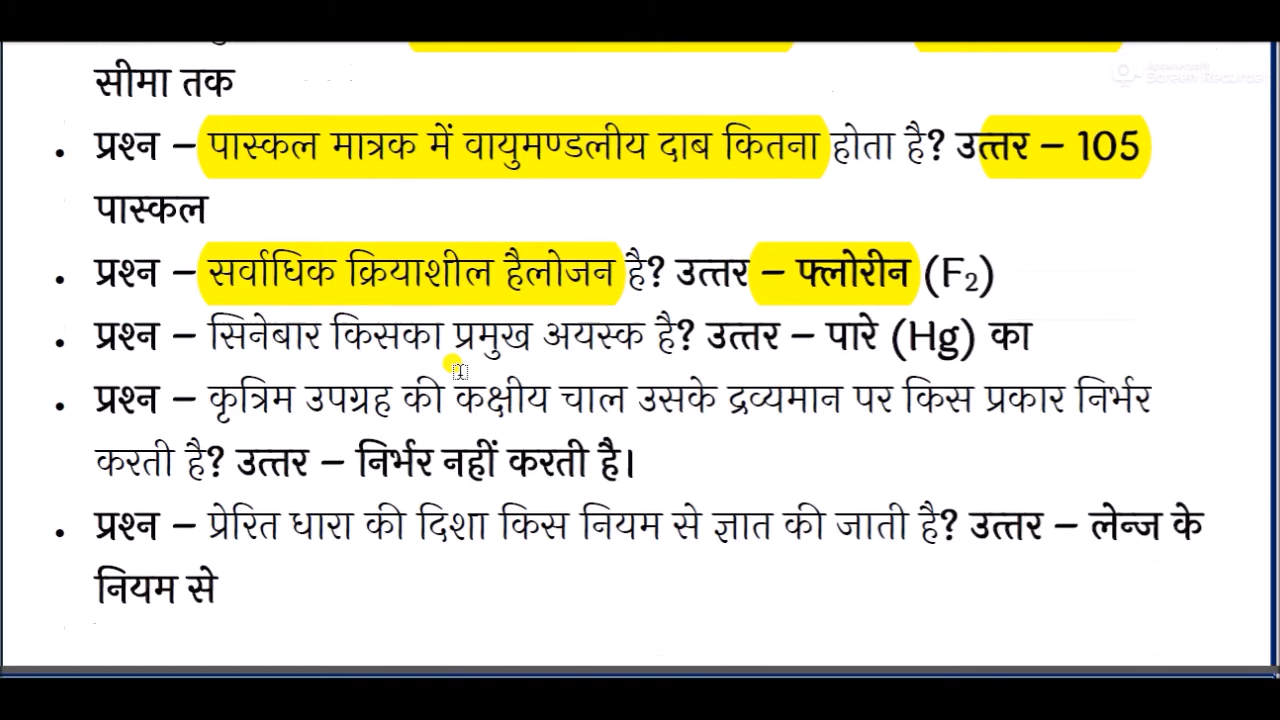 सीमा तक
Screen Recorder
• प्रश्न – पास्कल मात्रक में वायुमण्डलीय दाब कितना होता है? उत्तर – 105
पास्कल
• प्रश्न – सर्वाधिक क्रियाशील हैलोजन है? उत्तर – फ्लोरीन (F₂)
• प्रश्न – सिनेबार किसका प्रमुख अयस्क है? उत्तर – पारे (Hg) का
• प्रश्न – कृत्रिम उपग्रह की कक्षीय चाल उसके द्रव्यमान पर किस प्रकार निर्भर
करती है? उत्तर – निर्भर नहीं करती है।
• प्रश्न – प्रेरित धारा की दिशा किस नियम से ज्ञात की जाती है? उत्तर – लेन्ज के
नियम से